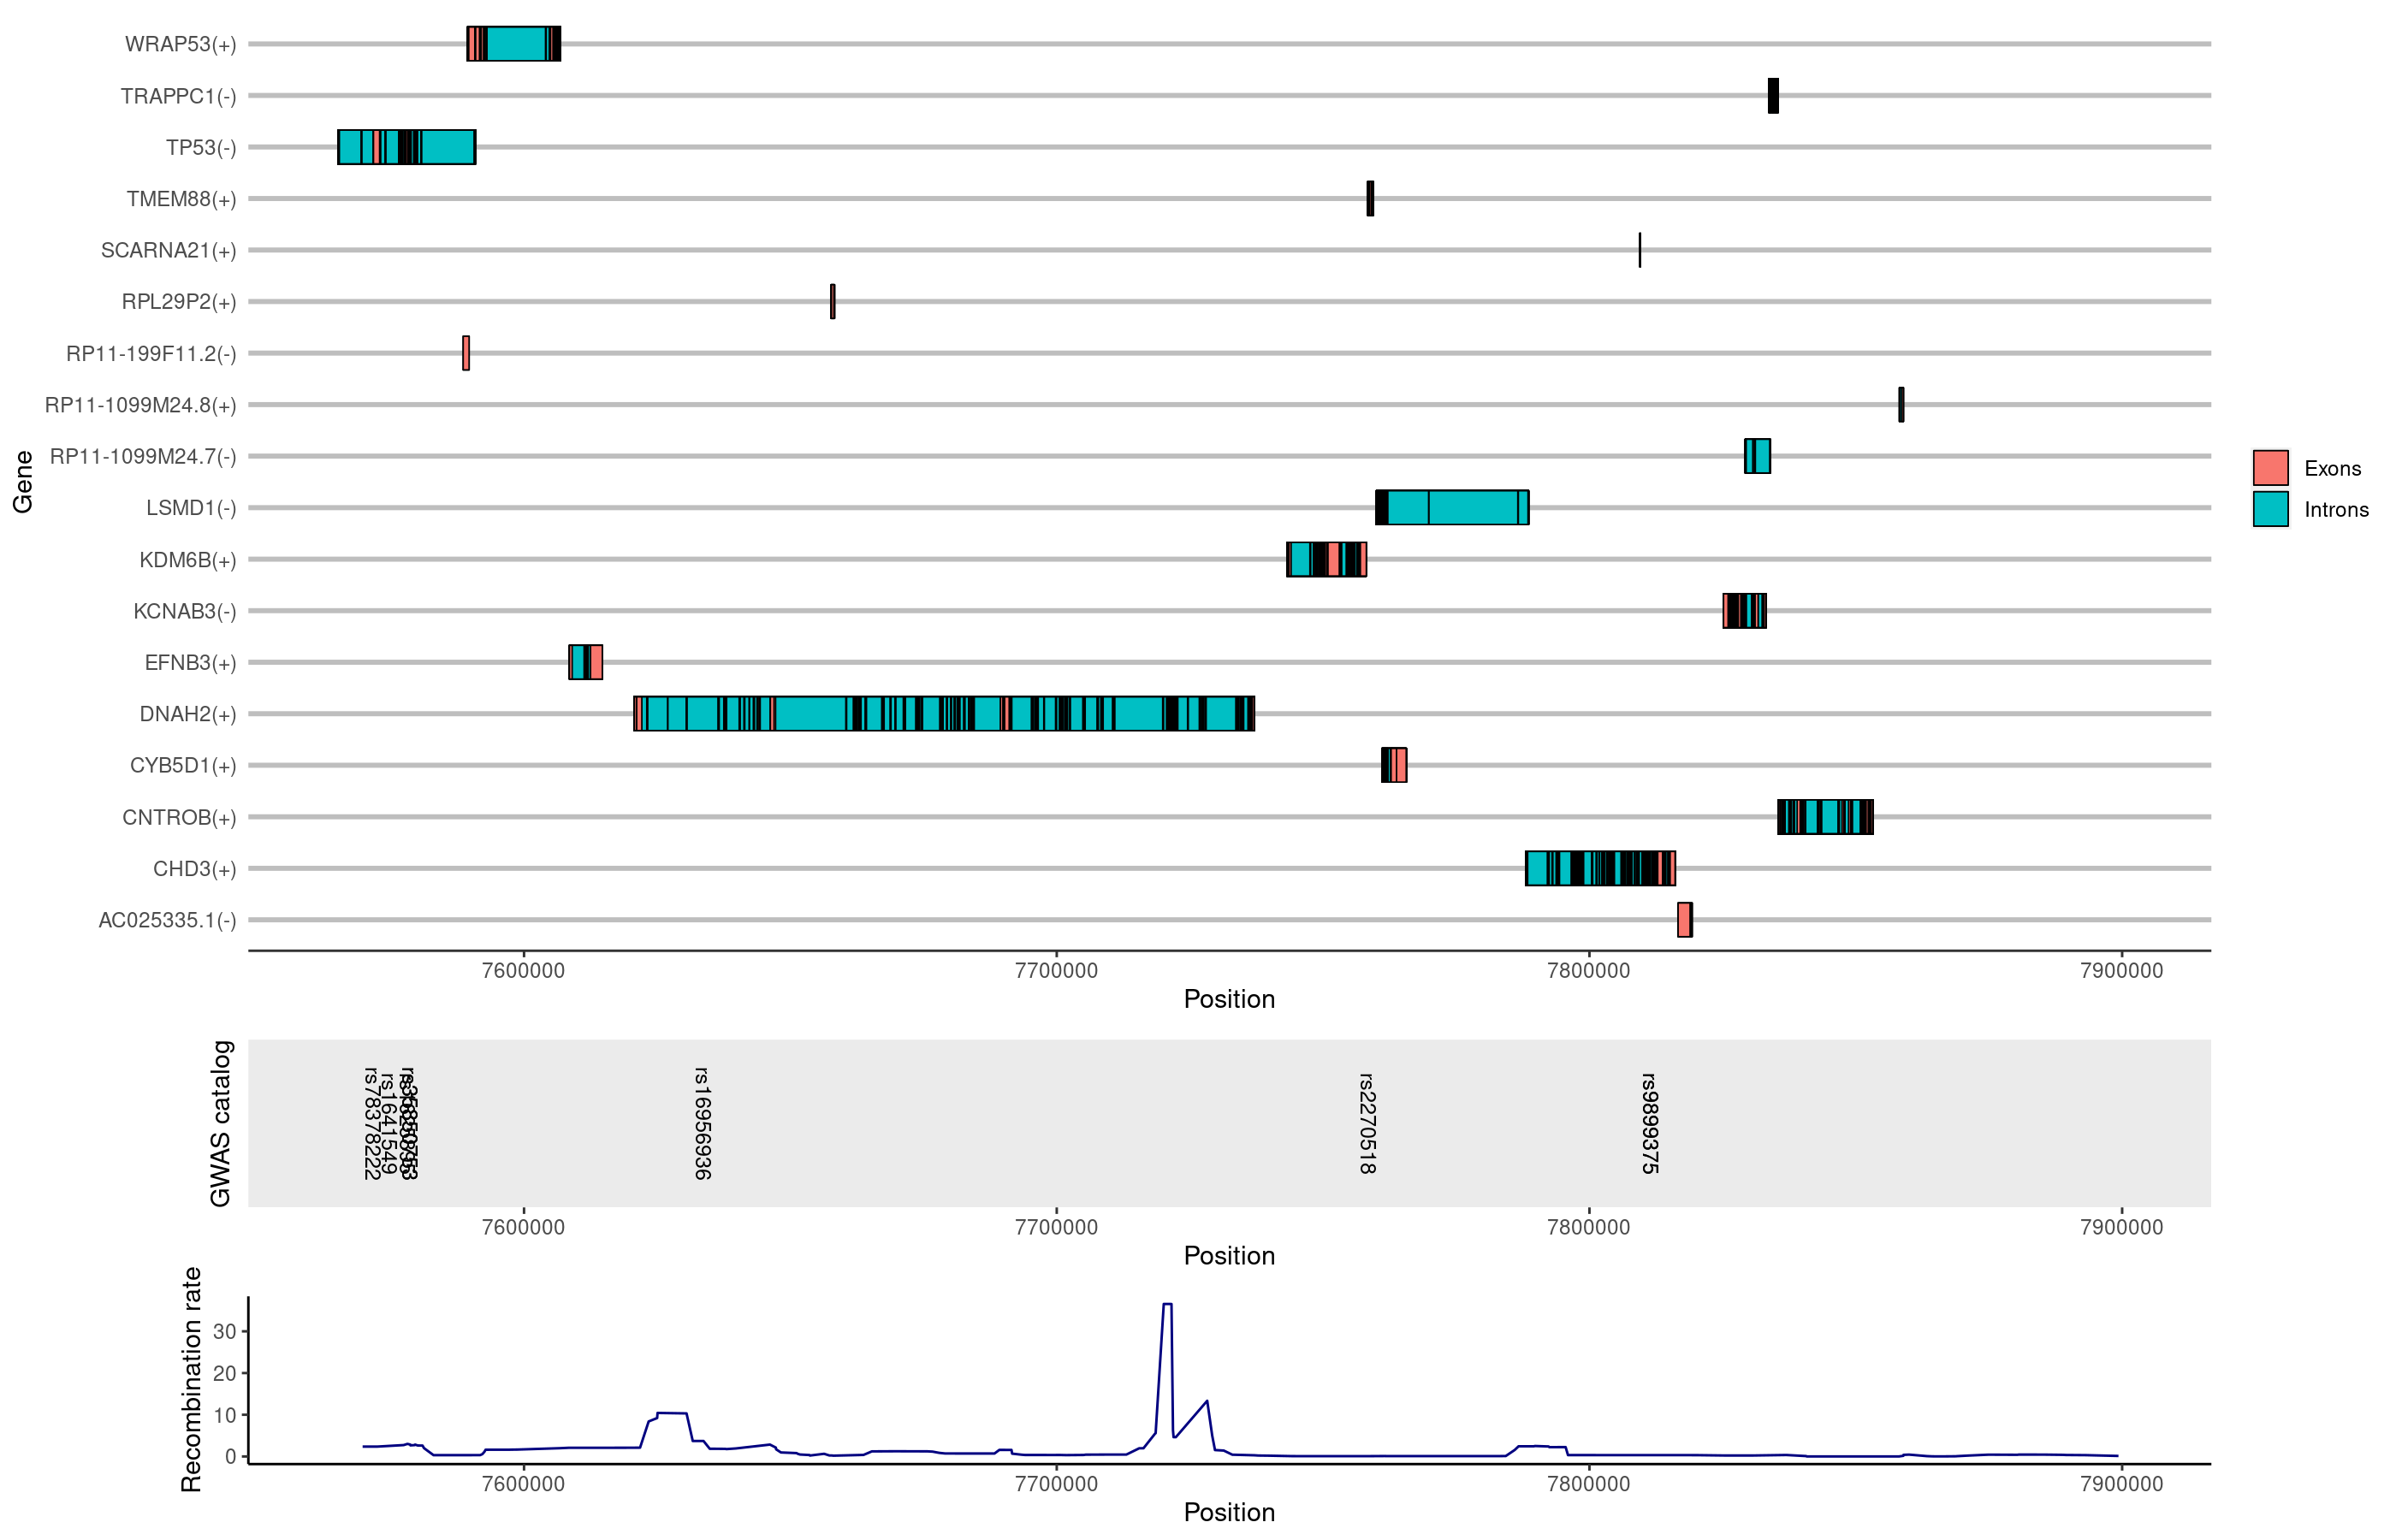 WRAP53(+)
TRAPPC1(-)
TP53(-)
TMEM88(+)
SCARNA21(+)
RPL29P2(+)
RP11-199F11.2(-)
RP11-1099M24.8(+)
RP11-1099M24.7(-)
LSMD1(-)
KDM6B(+)
KCNAB3(-)
EFNB3(+)
DNAH2(+)
CYB5D1(+)
CNTROB(+)
CHD3(+)
AC025335.1(-)
Gene
Exons
Introns
7600000 7700000 7800000 7900000
Position
GWAS catalog
rs78378222
rs1641549
rs16956936
rs2270518
rs9899375
7600000 7700000 7800000 7900000
Position
Recombination rate
30
20
10
0
7600000 7700000 7800000 7900000
Position